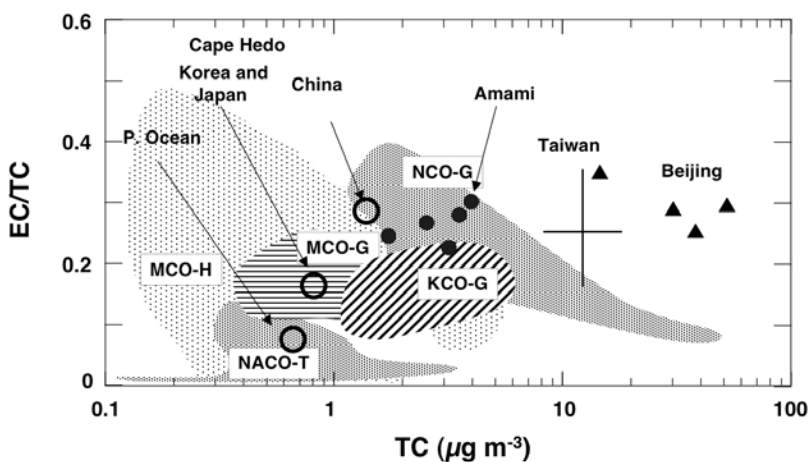 0.6
0.4
0.2
0
EC/TC
0.1
1
10
100
TC (µg m⁻³)
Cape Hedo
Korea and
Japan
China
P. Ocean
Amami
Taiwan
Beijing
NCO-G
MCO-G
MCO-H
KCO-G
NACO-T